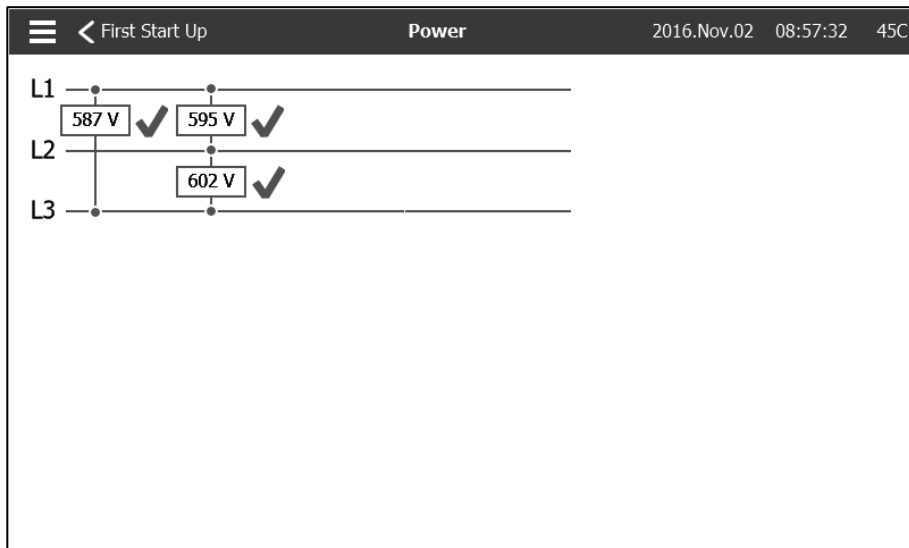 First Start Up Power 2016.Nov.02 08:57:32 45C
L1
587 V 595 V
L2
602 V
L3